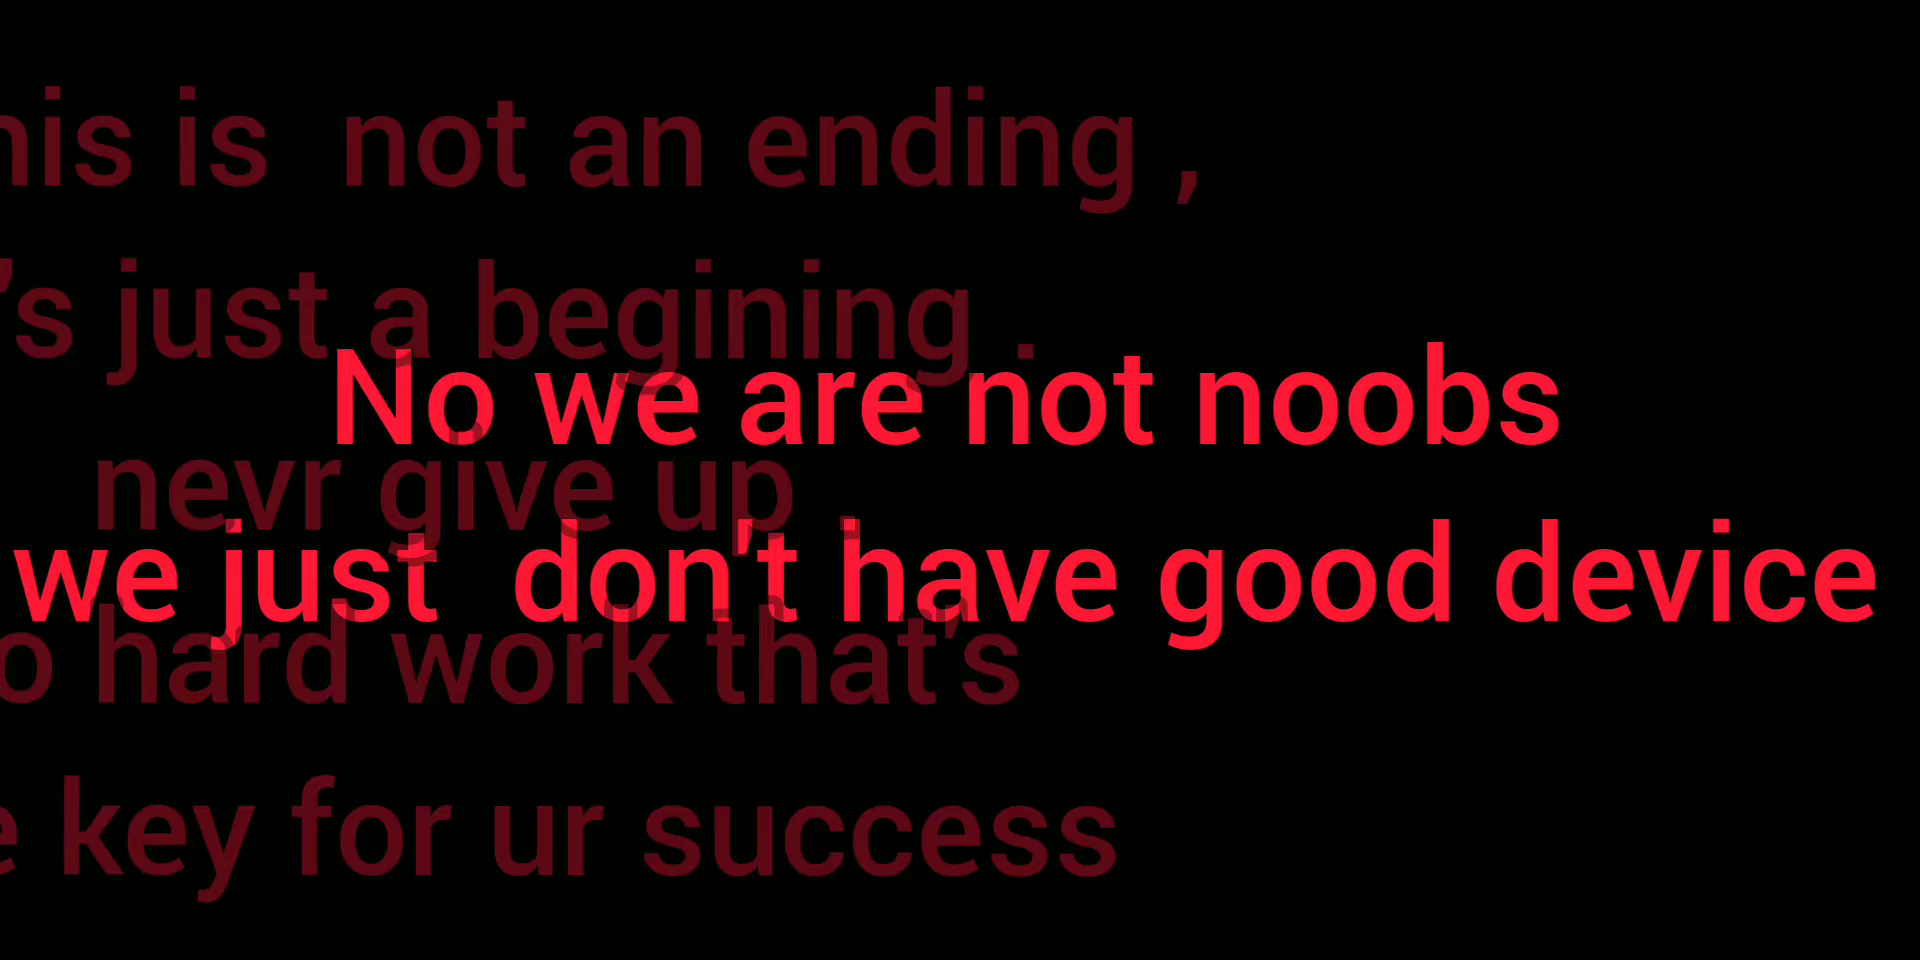 is not an ending ,
just a begining .
No we are not noobs
nevr give up .
we just don't have good device
hard work that's
key for ur success